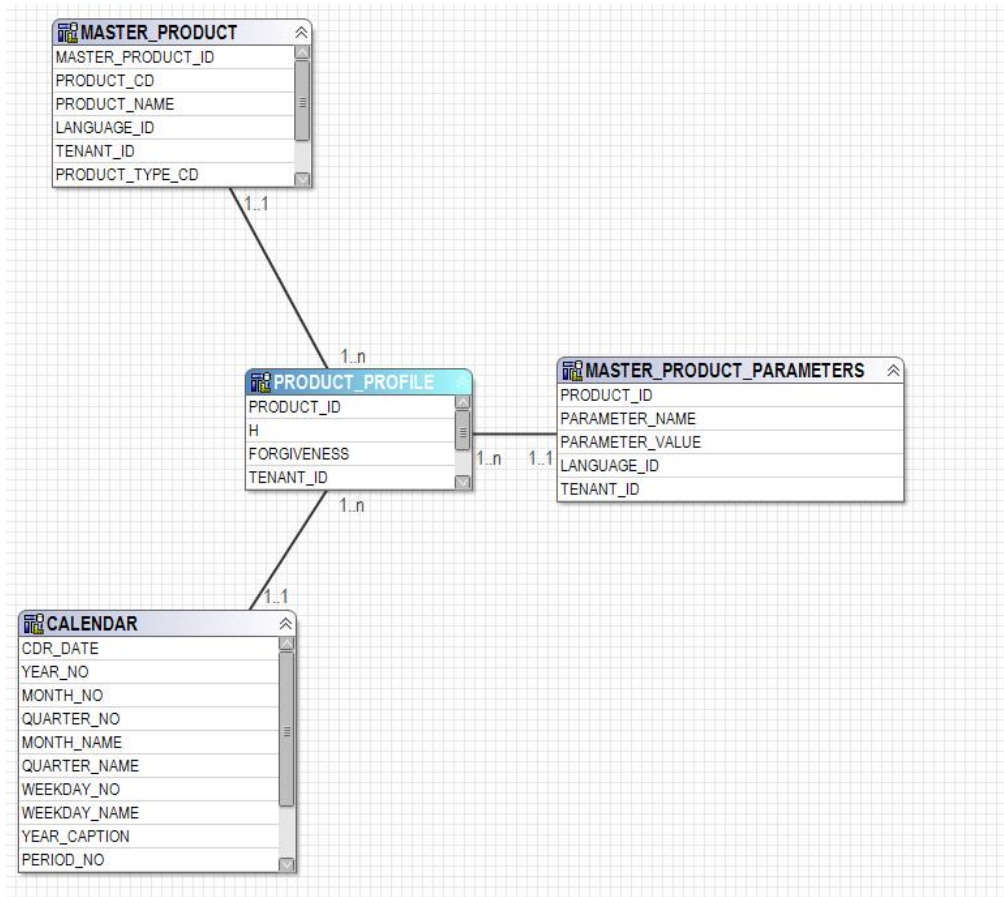 MASTER_PRODUCT
MASTER_PRODUCT_ID
PRODUCT_CD
PRODUCT_NAME
LANGUAGE_ID
TENANT_ID
PRODUCT_TYPE_CD
1..1
1..n
PRODUCT_PROFILE
PRODUCT_ID
H
FORGIVENESS
TENANT_ID
1..n
1..1
MASTER_PRODUCT_PARAMETERS
PRODUCT_ID
PARAMETER_NAME
PARAMETER_VALUE
LANGUAGE_ID
TENANT_ID
1..n
1..1
CALENDAR
CDR_DATE
YEAR_NO
MONTH_NO
QUARTER_NO
MONTH_NAME
QUARTER_NAME
WEEKDAY_NO
WEEKDAY_NAME
YEAR_CAPTION
PERIOD_NO